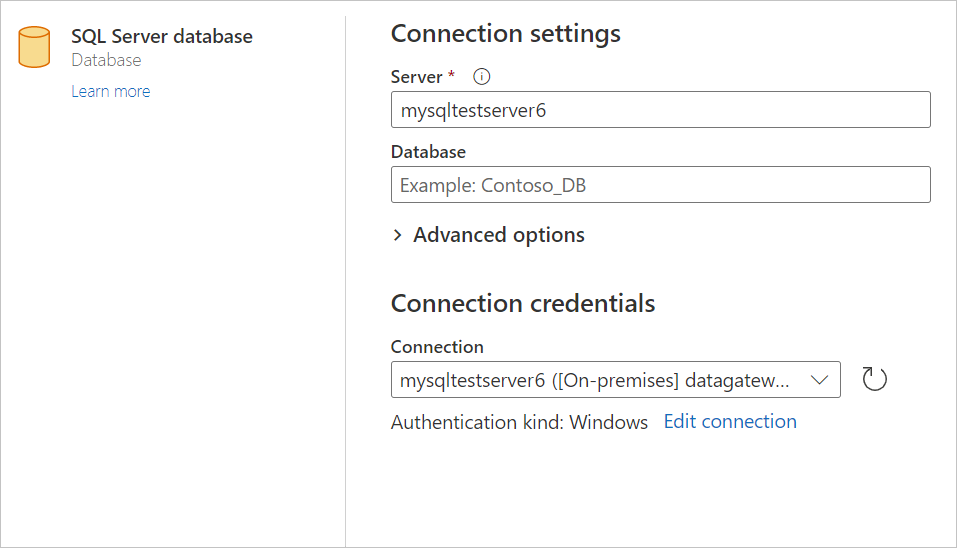 SQL Server database
Database
Learn more
Connection settings
Server *
mysqltestserver6
Database
Example: Contoso_DB
Advanced options
Connection credentials
Connection
mysqltestserver6 ([On-premises] datagatew...
Authentication kind: Windows Edit connection